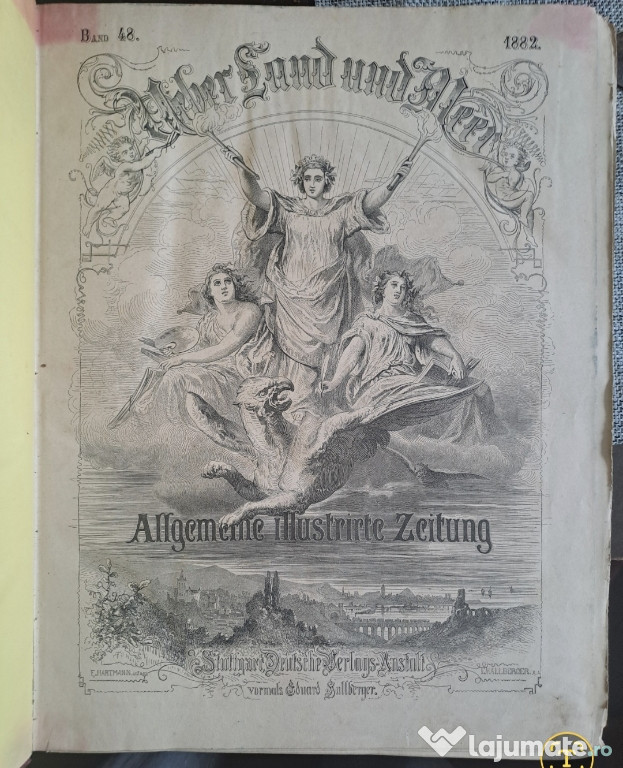 Band 48.
1882.
Ueber Land und Meer
Allgemeine illustrirte Zeitung
Stuttgart, Deutsche Verlags-Anstalt
vormals Eduard Hallberger.
F. HARTMANN
lajumate.ro